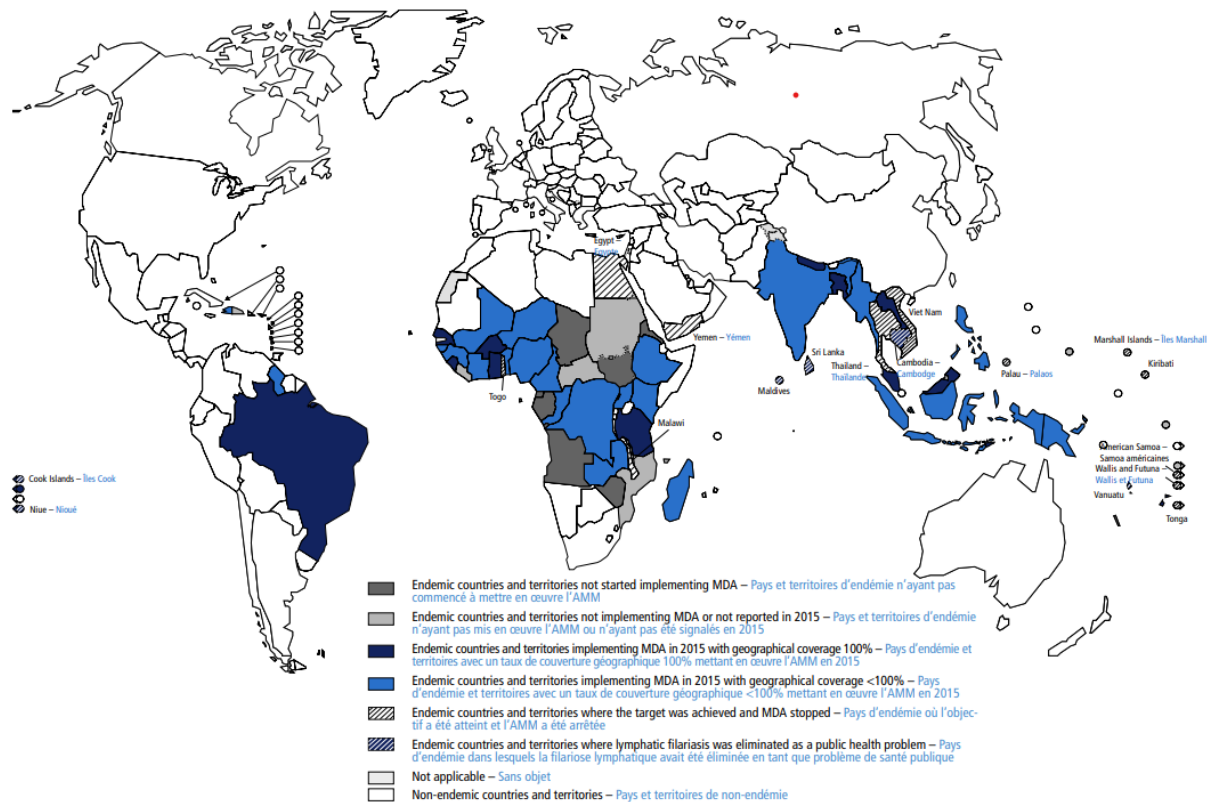 Egypt –
Egypte
Viet Nam
Yemen – Yémen
Sri Lanka
Thailand –
Thaïlande
Cambodia –
Cambodge
Maldives
Palau – Palaos
Marshall Islands – Îles Marshall
Kiribati
Togo
Malawi
American Samoa –
Samoa américaines
Wallis and Futuna –
Wallis et Futuna
Vanuatu
Tonga
Cook Islands – Îles Cook
Niue – Nioué
Endemic countries and territories not started implementing MDA – Pays et territoires d'endémie n'ayant pas
commencé à mettre en œuvre l'AMM
Endemic countries and territories not implementing MDA or not reported in 2015 – Pays et territoires d'endémie
n'ayant pas mis en œuvre l'AMM ou n'ayant pas été signalés en 2015
Endemic countries and territories implementing MDA in 2015 with geographical coverage 100% – Pays d'endémie et
territoires avec un taux de couverture géographique 100% mettant en œuvre l'AMM en 2015
Endemic countries and territories implementing MDA in 2015 with geographical coverage <100% – Pays
d'endémie et territoires avec un taux de couverture géographique <100% mettant en œuvre l'AMM en 2015
Endemic countries and territories where the target was achieved and MDA stopped – Pays d'endémie où l'objec-
tif a été atteint et l'AMM a été arrêtée
Endemic countries and territories where lymphatic filariasis was eliminated as a public health problem – Pays
d'endémie dans lesquels la filariose lymphatique avait été éliminée en tant que problème de santé publique
Not applicable – Sans objet
Non-endemic countries and territories – Pays et territoires de non-endémie